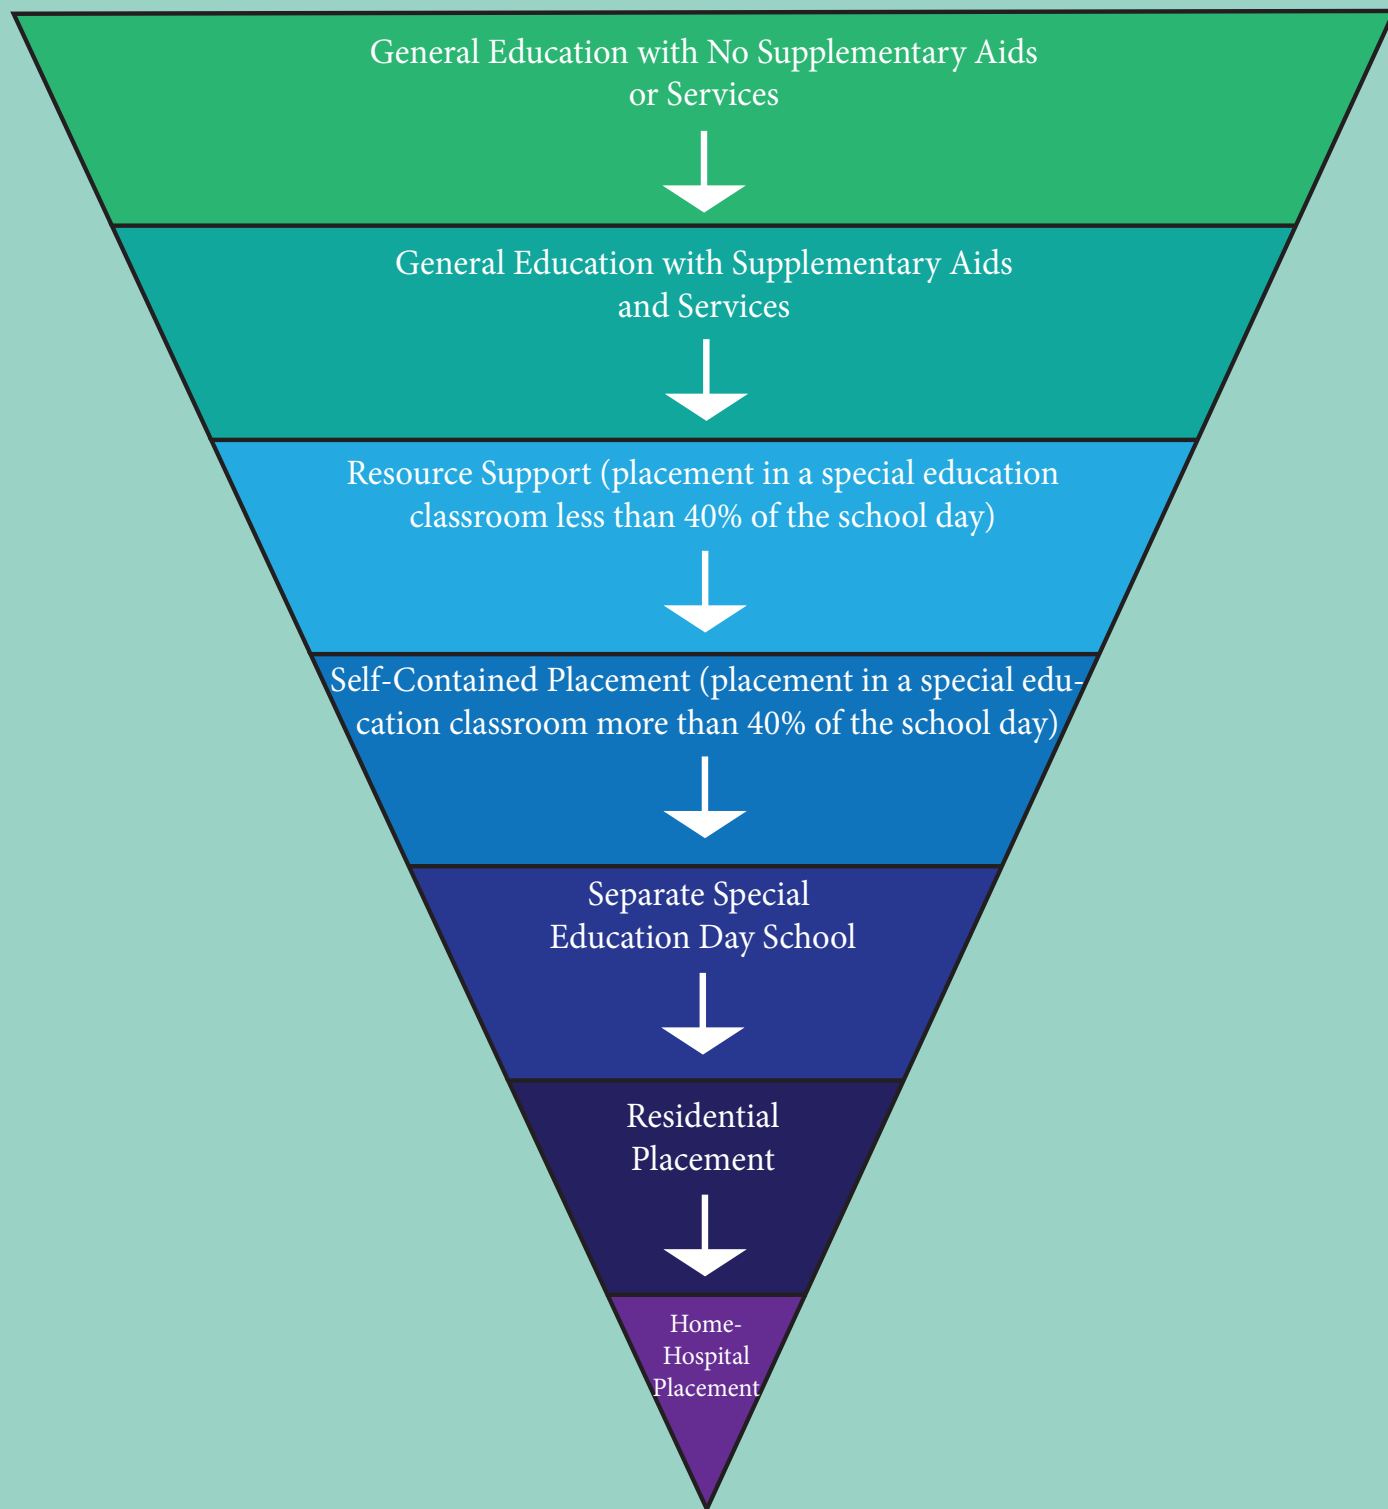 General Education with No Supplementary Aids
or Services
General Education with Supplementary Aids
and Services
Resource Support (placement in a special education
classroom less than 40% of the school day)
Self-Contained Placement (placement in a special edu-
cation classroom more than 40% of the school day)
Separate Special
Education Day School
Residential
Placement
Home-
Hospital
Placement